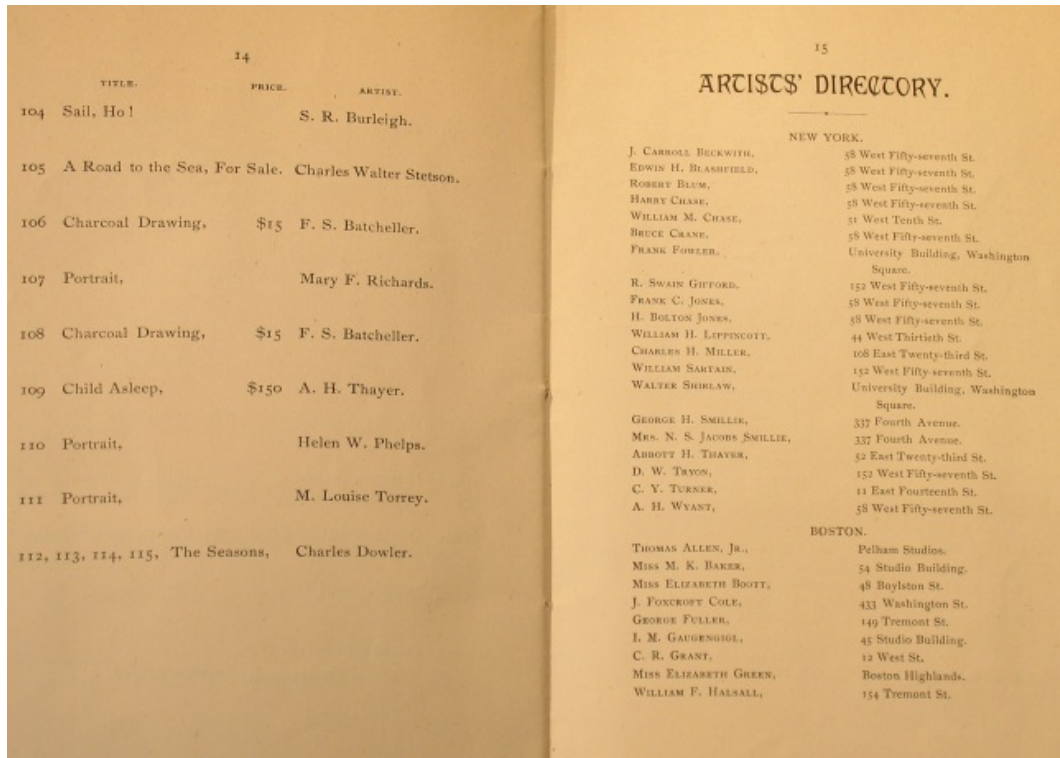 14
TITLE. PRICE. ARTIST.
104 Sail, Ho! S. R. Burleigh.
105 A Road to the Sea, For Sale. Charles Walter Stetson.
106 Charcoal Drawing, $15 F. S. Batcheller.
107 Portrait, Mary F. Richards.
108 Charcoal Drawing, $15 F. S. Batcheller.
109 Child Asleep, $150 A. H. Thayer.
110 Portrait, Helen W. Phelps.
111 Portrait, M. Louise Torrey.
112, 113, 114, 115, The Seasons, Charles Dowler.
15
ARTISTS' DIRECTORY.
NEW YORK.
J. CARROLL BECKWITH, 58 West Fifty-seventh St.
EDWIN H. BLASHFIELD, 58 West Fifty-seventh St.
ROBERT BLUM, 58 West Fifty-seventh St.
HARRY CHASE, 58 West Fifty-seventh St.
WILLIAM M. CHASE, 51 West Tenth St.
BRUCE CRANE, 58 West Fifty-seventh St.
FRANK FOWLER, University Building, Washington
Square.
R. SWAIN GIFFORD, 152 West Fifty-seventh St.
FRANK C. JONES, 58 West Fifty-seventh St.
H. BOLTON JONES, 58 West Fifty-seventh St.
WILLIAM H. LIPPINCOTT, 44 West Thirtieth St.
CHARLES H. MILLER, 108 East Twenty-third St.
WILLIAM SARTAIN, 152 West Fifty-seventh St.
WALTER SHIRLAW, University Building, Washington
Square.
GEORGE H. SMILLIE, 337 Fourth Avenue.
MRS. N. S. JACOBS SMILLIE, 337 Fourth Avenue.
ABBOTT H. THAYER, 52 East Twenty-third St.
D. W. TRYON, 152 West Fifty-seventh St.
C. Y. TURNER, 11 East Fourteenth St.
A. H. WYANT, 58 West Fifty-seventh St.
BOSTON.
THOMAS ALLEN, JR., Pelham Studios.
MISS M. K. BAKER, 54 Studio Building.
MISS ELIZABETH BOOTT, 48 Boylston St.
J. FOXCROFT COLE, 433 Washington St.
GEORGE FULLER, 149 Tremont St.
I. M. GAUGENGIGL, 45 Studio Building.
C. R. GRANT, 12 West St.
MISS ELIZABETH GREEN, Boston Highlands.
WILLIAM F. HALSALL, 154 Tremont St.